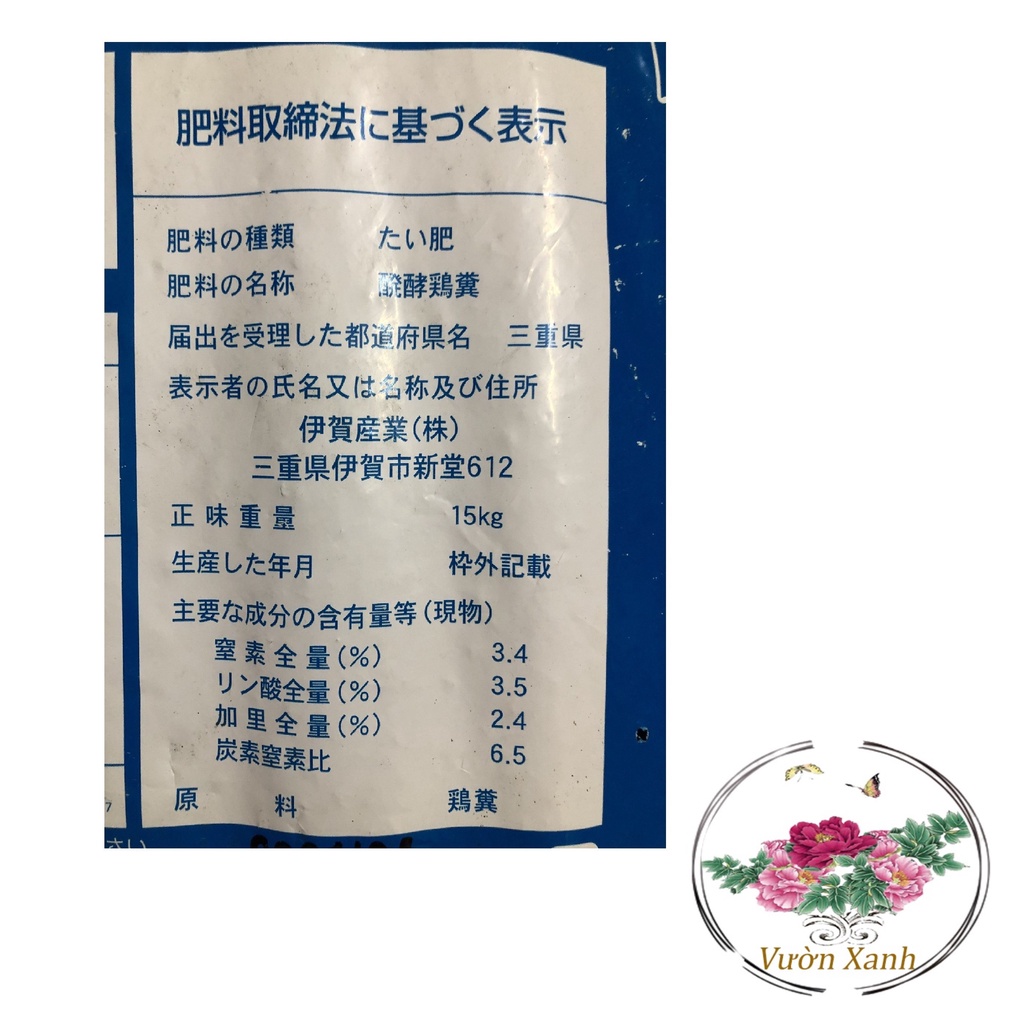 肥料取締法に基づく表示
肥料の種類 たい肥
肥料の名称 醗酵鶏糞
届出を受理した都道府県名 三重県
表示者の氏名又は名称及び住所
伊賀産業(株)
三重県伊賀市新堂612
正味重量 15kg
生産した年月 枠外記載
主要な成分の含有量等(現物)
窒素全量(%) 3.4
リン酸全量(%) 3.5
加里全量(%) 2.4
炭素窒素比 6.5
原料 鶏糞
7
さい
Vườn Xanh